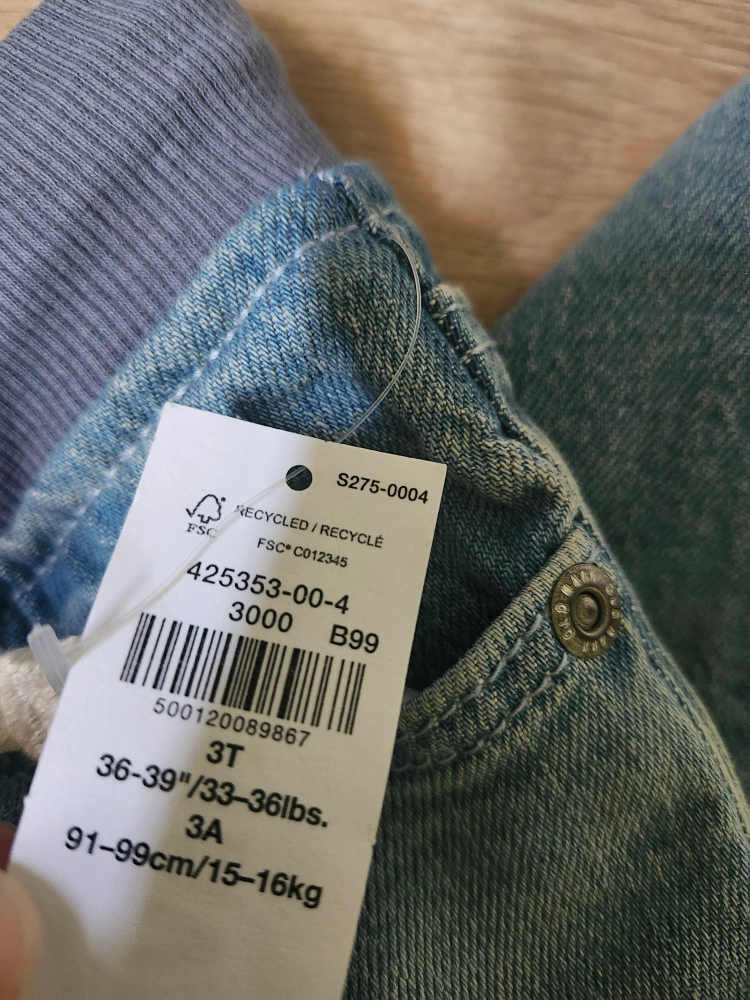 S275-0004
FSC
RECYCLED / RECYCLÉ
FSC® C012345
425353-00-4
3000 B99
500120089867
3T
36-39"/33-36lbs.
3A
91-99cm/15-16kg